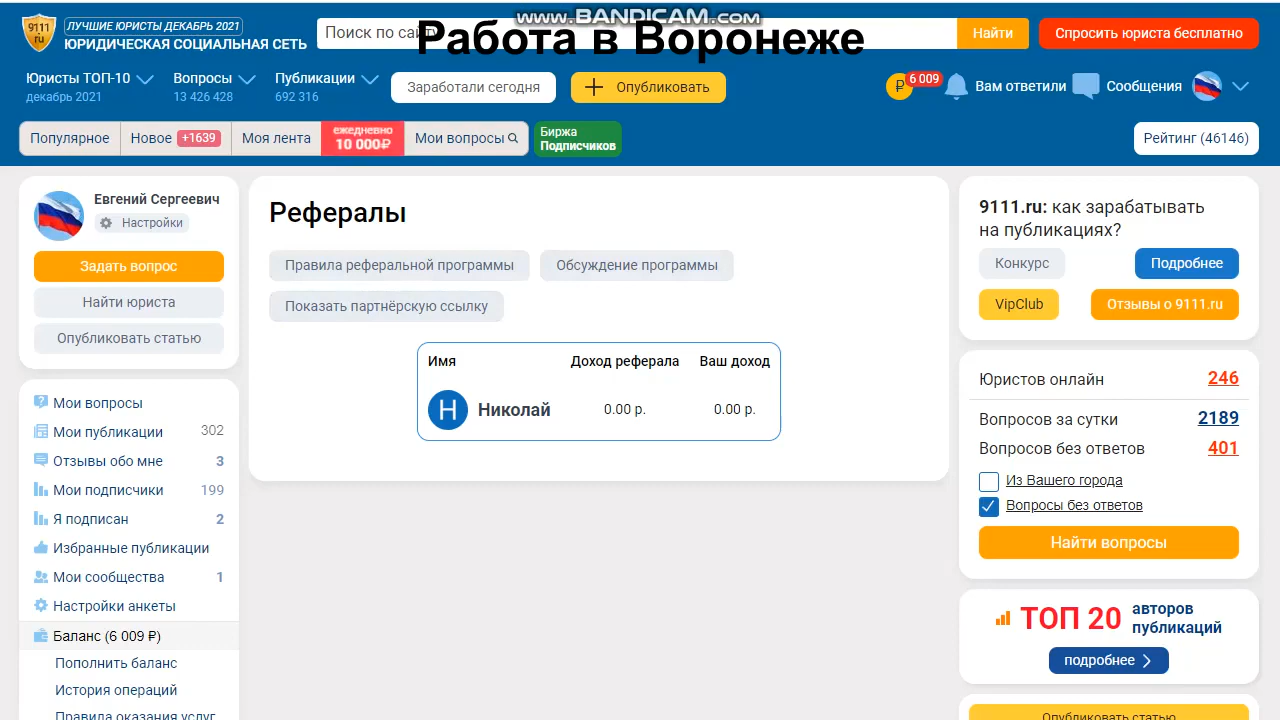 www.BANDICAM.com
9111
ru
ЛУЧШИЕ ЮРИСТЫ ДЕКАБРЬ 2021
ЮРИДИЧЕСКАЯ СОЦИАЛЬНАЯ СЕТЬ
Поиск по сайту
Работа в Воронеже
Найти
Спросить юриста бесплатно
Юристы ТОП-10
декабрь 2021
Вопросы
13 426 428
Публикации
692 316
Заработали сегодня
Опубликовать
₽
6 009
Вам ответили
Сообщения
Популярное
Новое +1639
Моя лента
ежедневно
10 000₽
Мои вопросы
Биржа
Подписчиков
Рейтинг (46146)
Евгений Сергеевич
Настройки
Задать вопрос
Найти юриста
Опубликовать статью
Мои вопросы
Мои публикации 302
Отзывы обо мне 3
Мои подписчики 199
Я подписан 2
Избранные публикации
Мои сообщества 1
Настройки анкеты
Баланс (6 009 ₽)
Пополнить баланс
История операций
Правила оказания услуг
Рефералы
Правила реферальной программы
Обсуждение программы
Показать партнёрскую ссылку
Имя Доход реферала Ваш доход
Н Николай 0.00 р. 0.00 р.
9111.ru: как зарабатывать
на публикациях?
Конкурс
Подробнее
VipClub
Отзывы о 9111.ru
Юристов онлайн 246
Вопросов за сутки 2189
Вопросов без ответов 401
Из Вашего города
Вопросы без ответов
Найти вопросы
ТОП 20
авторов
публикаций
подробнее
Опубликовать статью